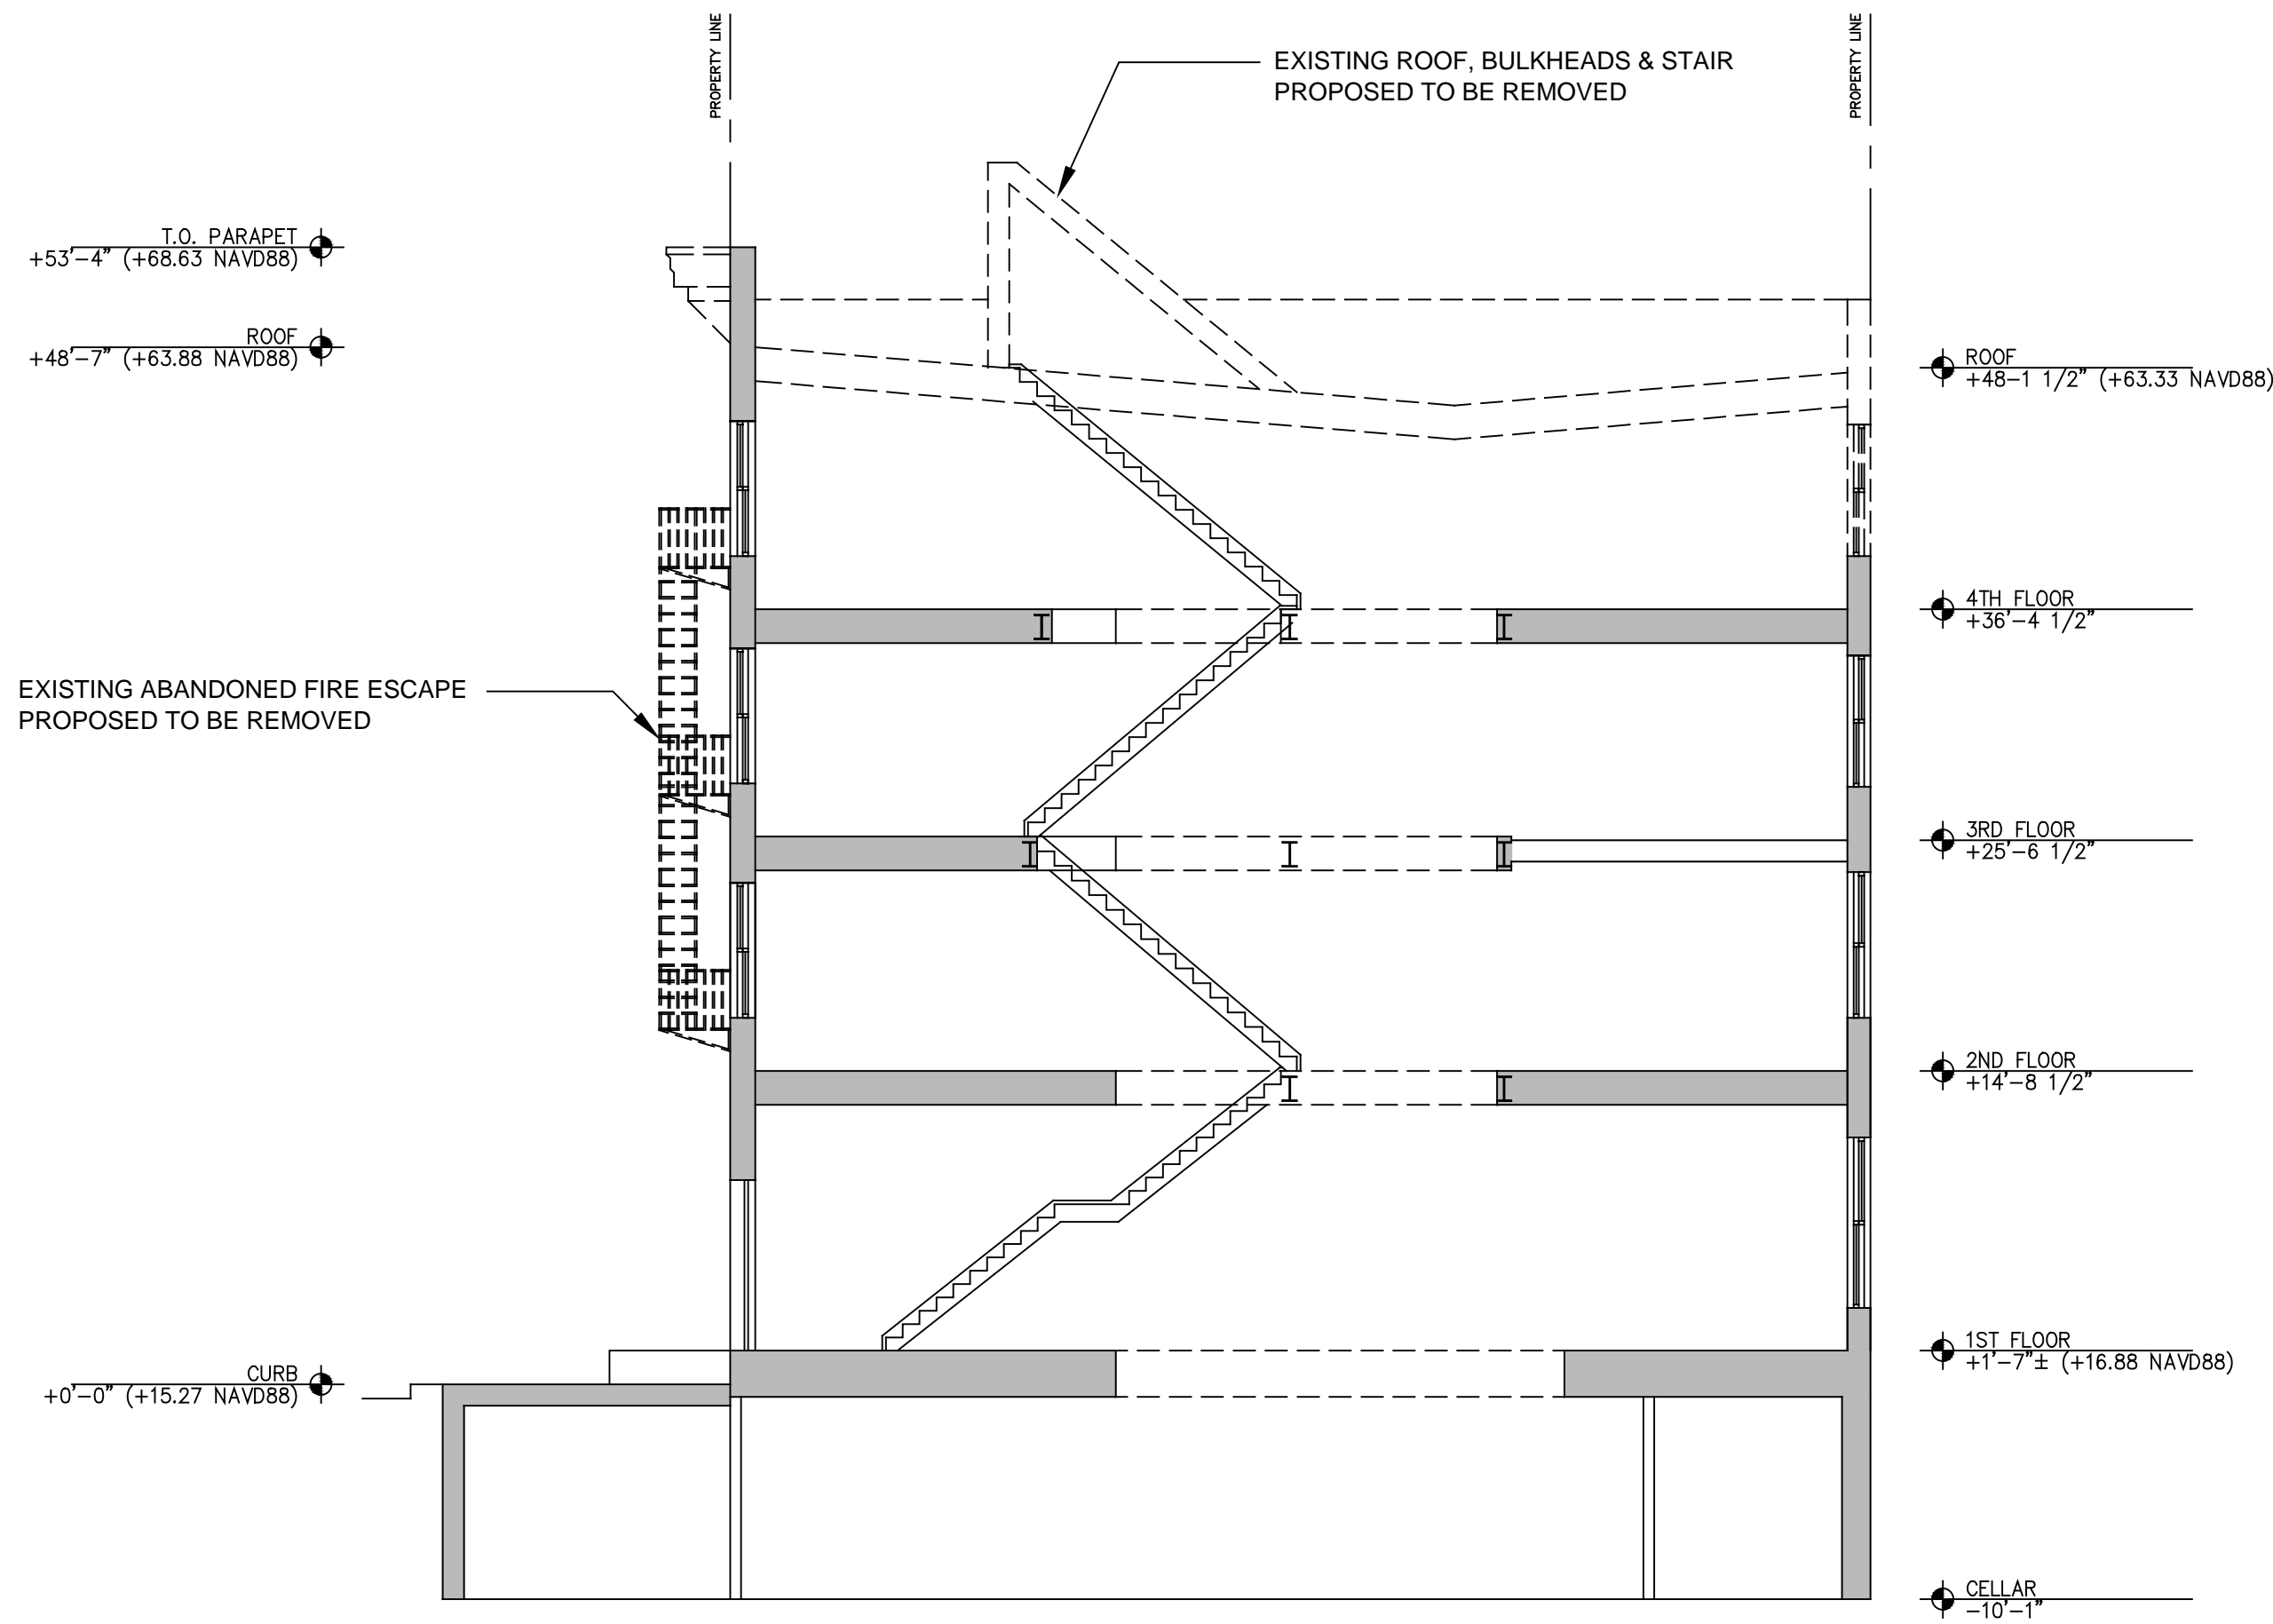 PROPERTY LINE
PROPERTY LINE
EXISTING ROOF, BULKHEADS & STAIR
PROPOSED TO BE REMOVED
T.O. PARAPET
+53'-4" (+68.63 NAVD88)
ROOF
+48'-7" (+63.88 NAVD88)
ROOF
+48-1 1/2" (+63.33 NAVD88)
4TH FLOOR
+36'-4 1/2"
EXISTING ABANDONED FIRE ESCAPE
PROPOSED TO BE REMOVED
3RD FLOOR
+25'-6 1/2"
2ND FLOOR
+14'-8 1/2"
1ST FLOOR
+1'-7"± (+16.88 NAVD88)
CURB
+0'-0" (+15.27 NAVD88)
CELLAR
-10'-1"